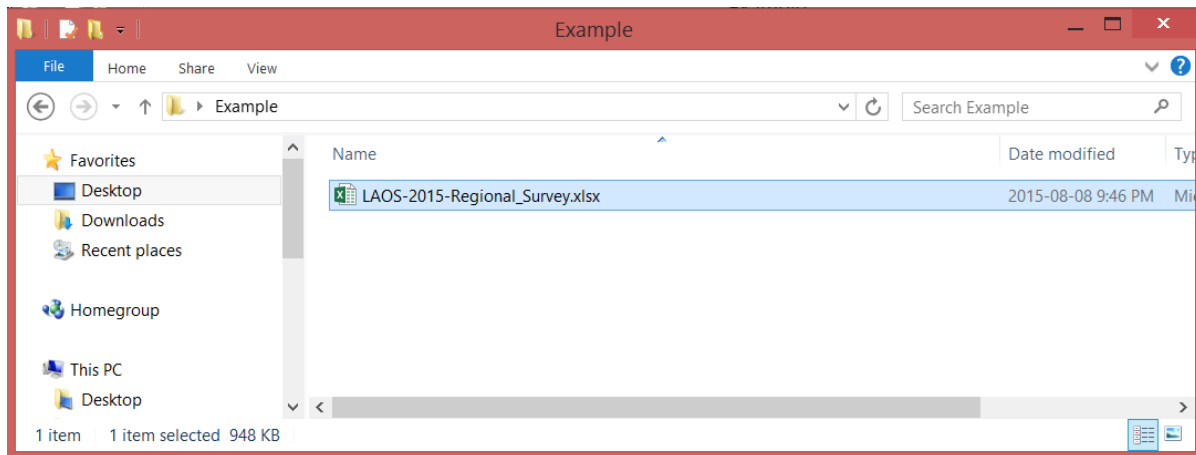 Example
File Home Share View
Example
Search Example
Favorites
Desktop
Downloads
Recent places
Homegroup
This PC
Desktop
Name Date modified
LAOS-2015-Regional_Survey.xlsx 2015-08-08 9:46 PM
1 item 1 item selected 948 KB